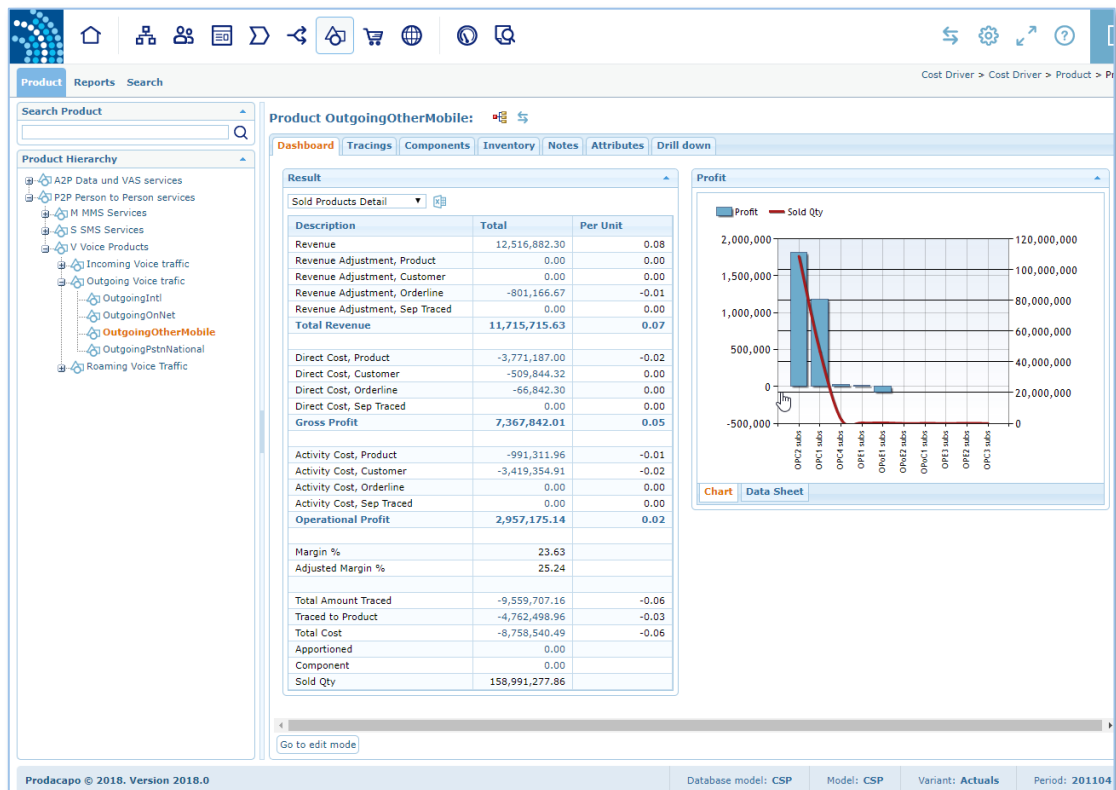 Product Reports Search
Cost Driver > Cost Driver > Product >
Search Product
Product Hierarchy
A2P Data und VAS services
P2P Person to Person services
M MMS Services
S SMS Services
V Voice Products
Incoming Voice traffic
Outgoing Voice trafic
OutgoingIntl
OutgoingOnNet
OutgoingOtherMobile
OutgoingPstnNational
Roaming Voice Traffic
Product OutgoingOtherMobile:
Dashboard Tracings Components Inventory Notes Attributes Drill down
Result
Sold Products Detail
Description Total Per Unit
Revenue 12,516,882.30 0.08
Revenue Adjustment, Product 0.00 0.00
Revenue Adjustment, Customer 0.00 0.00
Revenue Adjustment, Orderline -801,166.67 -0.01
Revenue Adjustment, Sep Traced 0.00 0.00
Total Revenue 11,715,715.63 0.07
Direct Cost, Product -3,771,187.00 -0.02
Direct Cost, Customer -509,844.32 0.00
Direct Cost, Orderline -66,842.30 0.00
Direct Cost, Sep Traced 0.00 0.00
Gross Profit 7,367,842.01 0.05
Activity Cost, Product -991,311.96 -0.01
Activity Cost, Customer -3,419,354.91 -0.02
Activity Cost, Orderline 0.00 0.00
Activity Cost, Sep Traced 0.00 0.00
Operational Profit 2,957,175.14 0.02
Margin % 23.63
Adjusted Margin % 25.24
Total Amount Traced -9,559,707.16 -0.06
Traced to Product -4,762,498.96 -0.03
Total Cost -8,758,540.49 -0.06
Apportioned 0.00
Component 0.00
Sold Qty 158,991,277.86
Profit
Profit Sold Qty
2,000,000 120,000,000
1,500,000 100,000,000
1,000,000 80,000,000
60,000,000
500,000 40,000,000
0 20,000,000
-500,000 0
OPC2 subs
OPC1 subs
OPC4 subs
OPE1 subs
OPoE1 subs
OPoE2 subs
OPoC1 subs
OPE3 subs
OPE2 subs
OPC3 subs
Chart Data Sheet
Go to edit mode
Prodacapo © 2018. Version 2018.0
Database model: CSP
Model: CSP
Variant: Actuals
Period: 201104